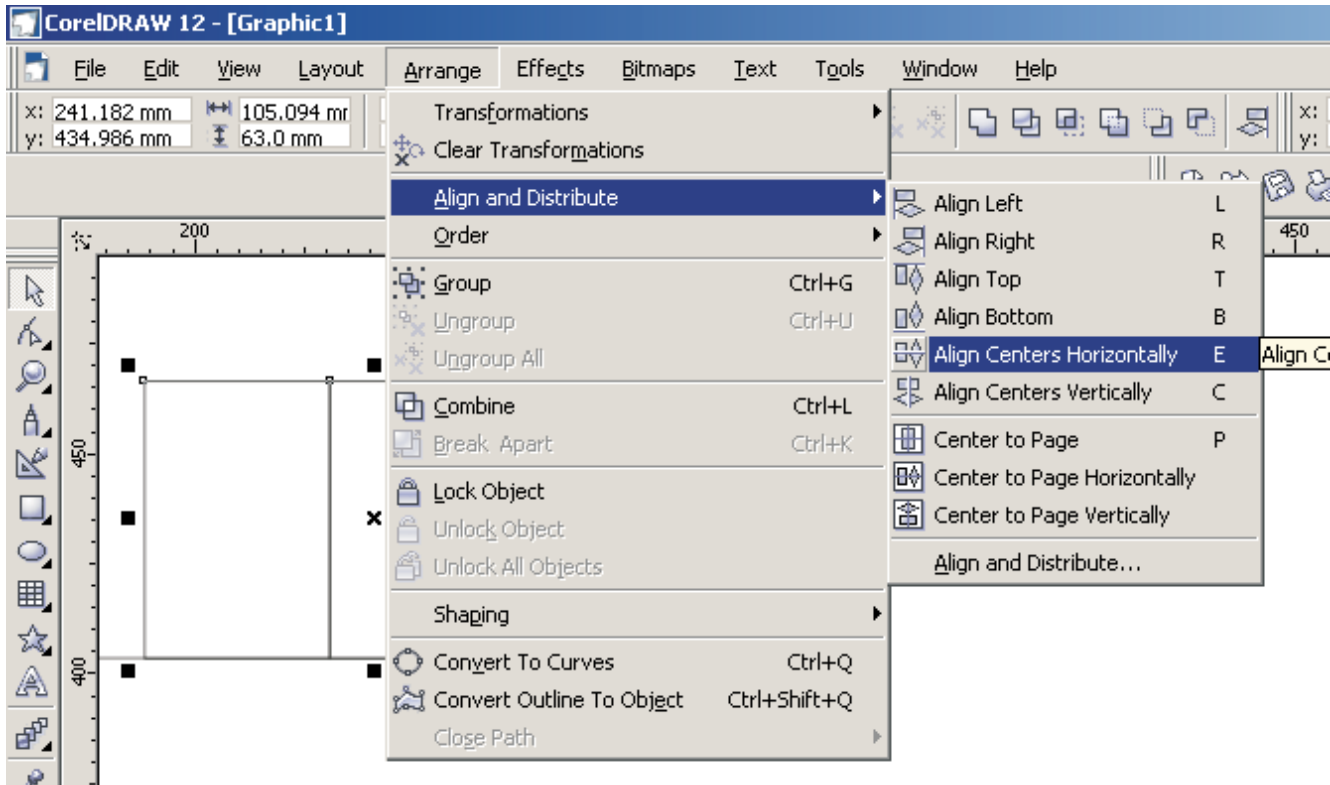 CorelDRAW 12 - [Graphic1]
File Edit View Layout Arrange Effects Bitmaps Text Tools Window Help
x: 241.182 mm 105.094 mm x:
y: 434.986 mm 63.0 mm y:
Transformations
Clear Transformations
Align and Distribute
Order
Group Ctrl+G
Ungroup Ctrl+U
Ungroup All
Combine Ctrl+L
Break Apart Ctrl+K
Lock Object
Unlock Object
Unlock All Objects
Shaping
Convert To Curves Ctrl+Q
Convert Outline To Object Ctrl+Shift+Q
Close Path
Align Left L
Align Right R
Align Top T
Align Bottom B
Align Centers Horizontally E
Align Centers Vertically C
Center to Page P
Center to Page Horizontally
Center to Page Vertically
Align and Distribute...
Align
200
450
450
400